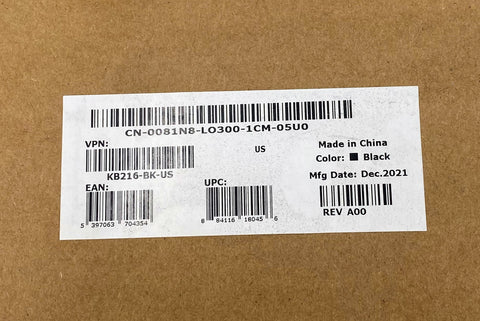 CN-0081N8-LO300-1CM-05U0
VPN:
KB216-BK-US
US
Made in China
Color: Black
Mfg Date: Dec.2021
EAN:
5 397063 704354
UPC:
8 84116 18045 6
REV A00